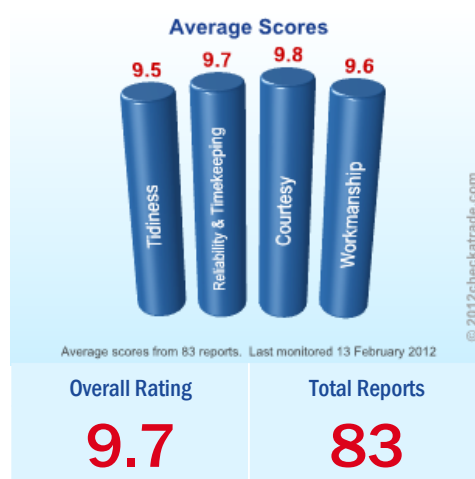 Average Scores
9.5
9.7
9.8
9.6
Tidiness
Reliability & Timekeeping
Courtesy
Workmanship
© 2012checkatrade.com
Average scores from 83 reports. Last monitored 13 February 2012
Overall Rating
Total Reports
9.7
83